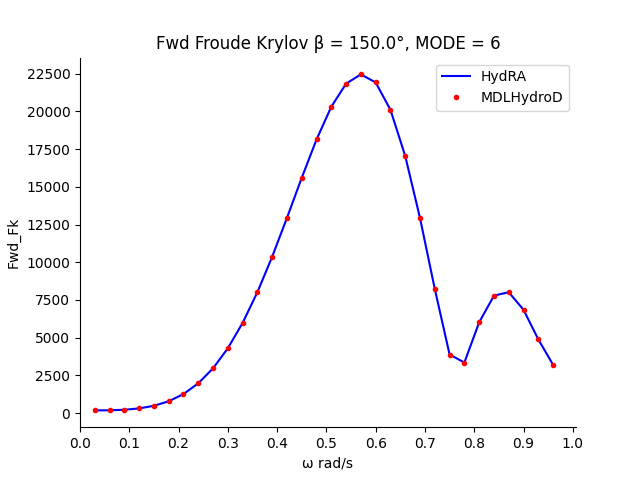 Fwd Froude Krylov β = 150.0°, MODE = 6
HydRA
MDLHydroD
Fwd_Fk
22500
20000
17500
15000
12500
10000
7500
5000
2500
0
0.0 0.1 0.2 0.3 0.4 0.5 0.6 0.7 0.8 0.9 1.0
ω rad/s